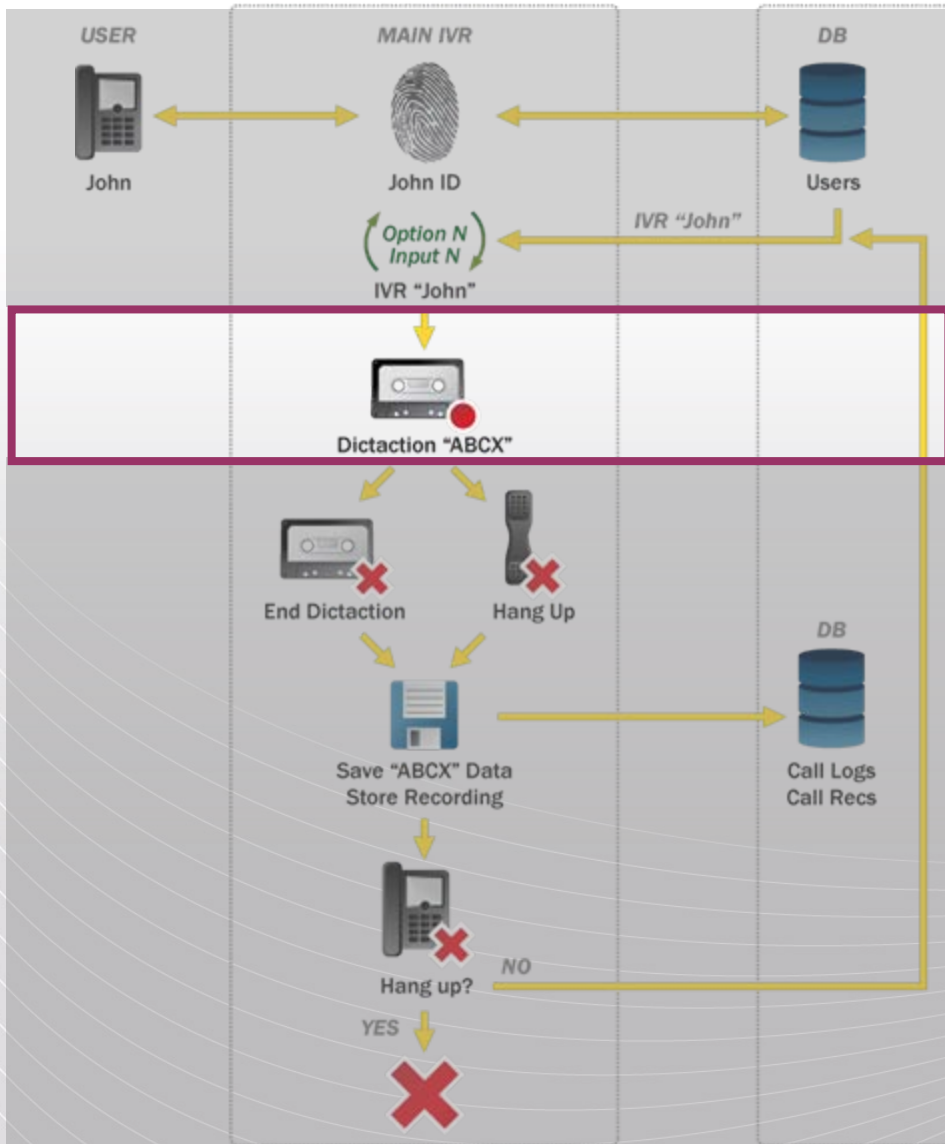 USER
MAIN IVR
DB
John
John ID
Users
Option N
Input N
IVR "John"
IVR “John”
Dictaction “ABCX”
End Dictaction
Hang Up
DB
Save “ABCX” Data
Store Recording
Call Logs
Call Recs
Hang up?
NO
YES